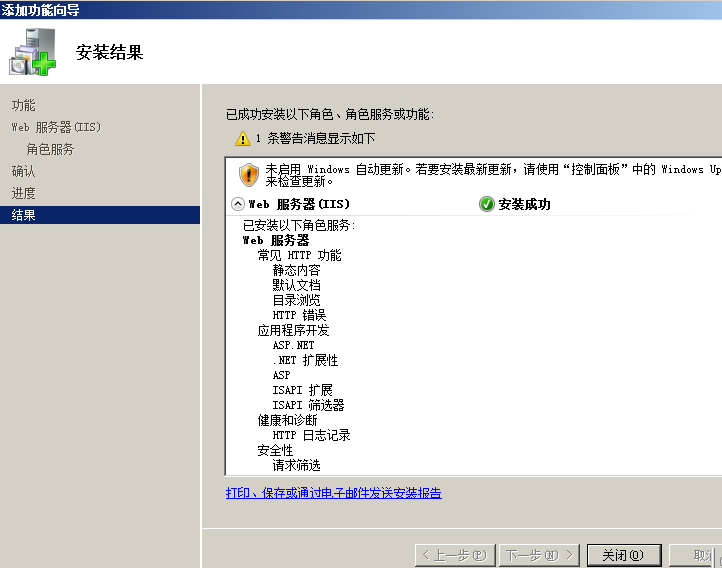 添加功能向导
安装结果
功能
Web 服务器(IIS)
角色服务
确认
进度
结果
已成功安装以下角色、角色服务或功能:
1 条警告消息显示如下
未启用 Windows 自动更新。若要安装最新更新，请使用“控制面板”中的 Windows Up
来检查更新。
Web 服务器(IIS)
安装成功
已安装以下角色服务:
Web 服务器
常见 HTTP 功能
静态内容
默认文档
目录浏览
HTTP 错误
应用程序开发
ASP.NET
.NET 扩展性
ASP
ISAPI 扩展
ISAPI 筛选器
健康和诊断
HTTP 日志记录
安全性
请求筛选
打印、保存或通过电子邮件发送安装报告
< 上一步(P) 下一步(N) > 关闭(O) 取